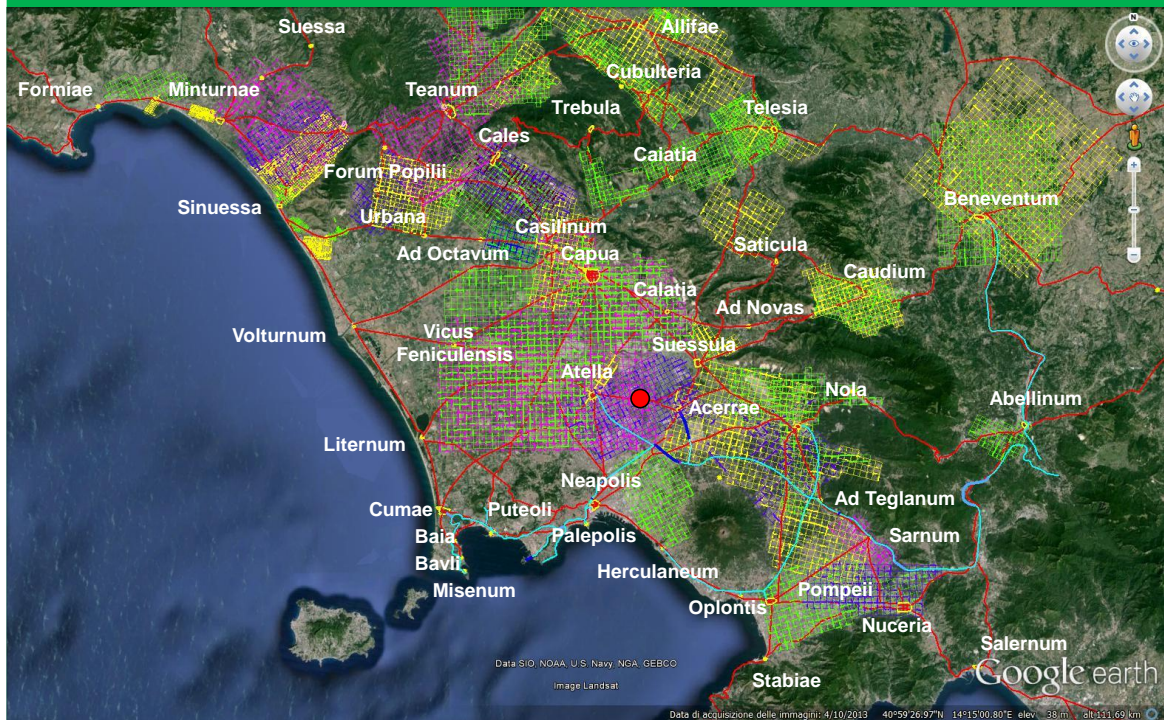 Suessa
Allifae
Formiae
Minturnae
Teanum
Cubulteria
Trebula
Telesia
Cales
Caiatia
Forum Popilii
Sinuessa
Urbana
Beneventum
Casilinum
Ad Octavum
Capua
Saticula
Caudium
Calatia
Ad Novas
Volturnum
Vicus
Feniculensis
Suessula
Atella
Nola
Acerrae
Abellinum
Liternum
Neapolis
Ad Teglanum
Cumae
Puteoli
Baia
Palepolis
Sarnum
Bavli
Herculaneum
Misenum
Pompeii
Oplontis
Nuceria
Salernum
Stabiae
Data SIO, NOAA, U.S. Navy, NGA, GEBCO
Image Landsat
Google earth
Data di acquisizione delle immagini: 4/10/2013 40°59'26.97"N 14°15'00.80"E elev 38 m alt 111.69 km
N